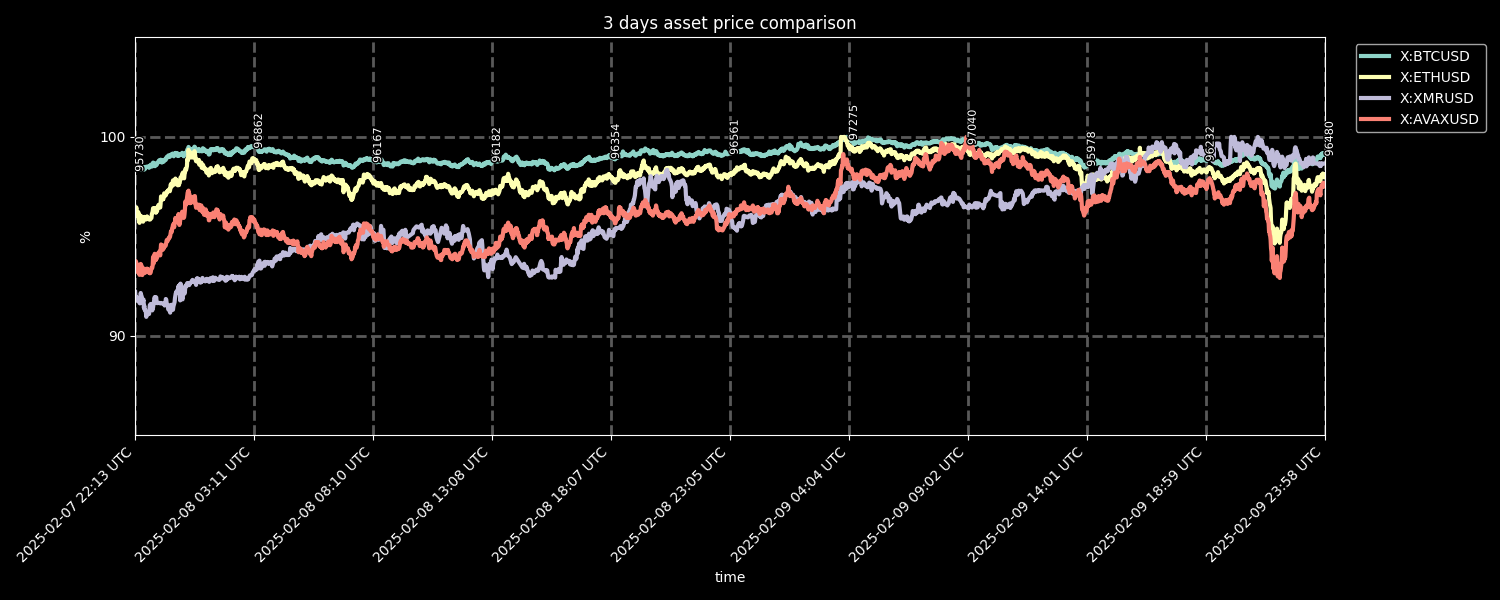 3 days asset price comparison
X:BTCUSD
X:ETHUSD
X:XMRUSD
X:AVAXUSD
100
90
%
95730
96862
96167
96182
96354
96561
97275
97040
95978
96232
96480
2025-02-07 22:13 UTC
2025-02-08 03:11 UTC
2025-02-08 08:10 UTC
2025-02-08 13:08 UTC
2025-02-08 18:07 UTC
2025-02-08 23:05 UTC
2025-02-09 04:04 UTC
2025-02-09 09:02 UTC
2025-02-09 14:01 UTC
2025-02-09 18:59 UTC
2025-02-09 23:58 UTC
time